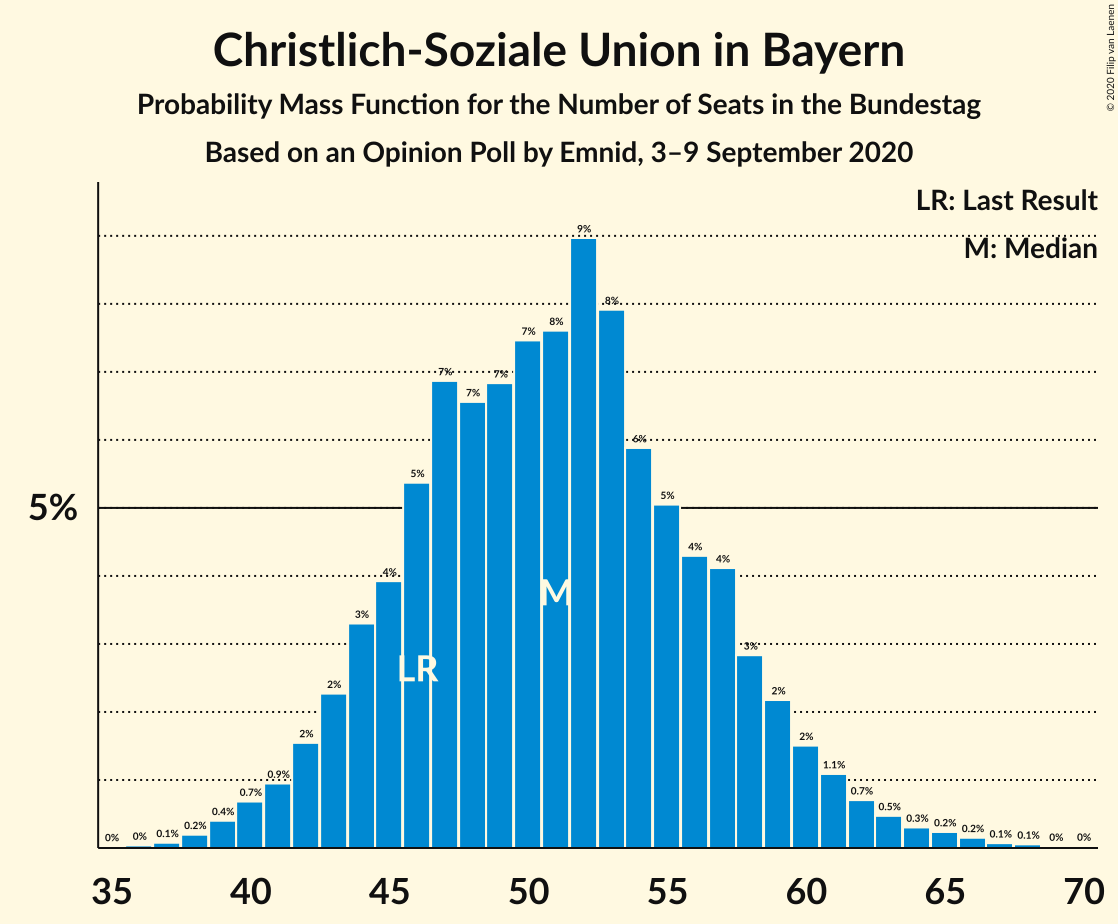 Christlich-Soziale Union in Bayern
Probability Mass Function for the Number of Seats in the Bundestag
Based on an Opinion Poll by Emnid, 3–9 September 2020
© 2020 Filip van Laenen
LR: Last Result
M: Median
5%
0% 0% 0.1% 0.2% 0.4% 0.7% 0.9% 2% 2% 3% 4% 5% 7% 7% 7% 7% 8% 9% 8% 6% 5% 4% 4% 3% 2% 2% 1.1% 0.7% 0.5% 0.3% 0.2% 0.2% 0.1% 0.1% 0% 0%
M
LR
35 40 45 50 55 60 65 70